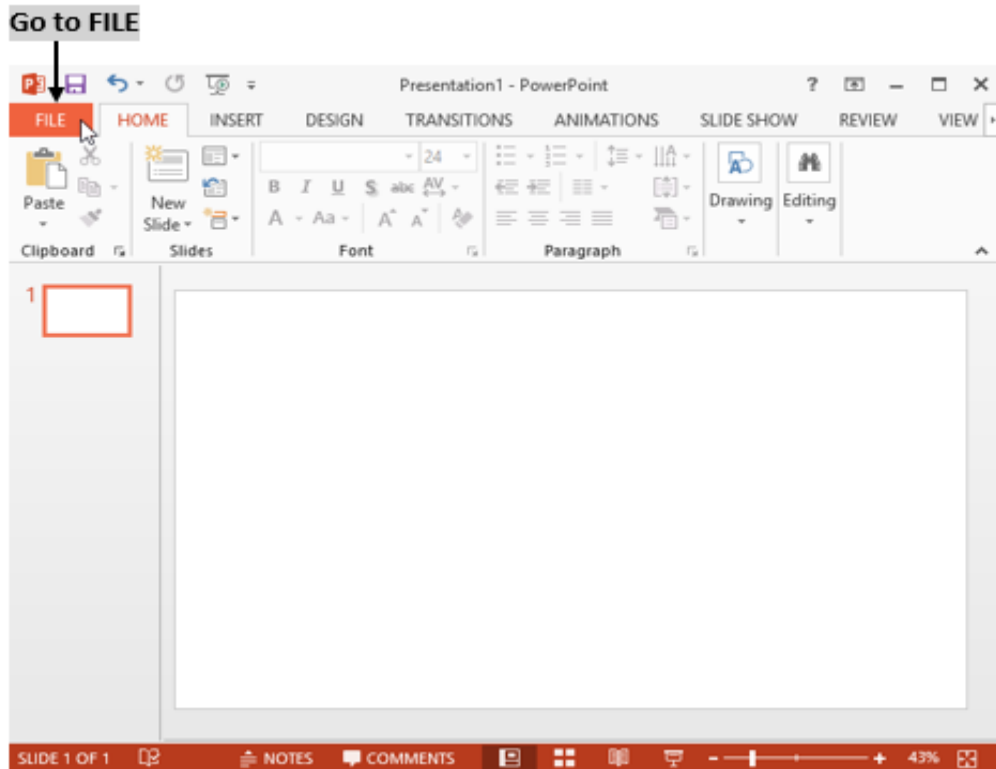 Go to FILE
Presentation1 - PowerPoint ?
FILE HOME INSERT DESIGN TRANSITIONS ANIMATIONS SLIDE SHOW REVIEW VIEW
24
B I U S abc AV
Paste New Drawing Editing
Slide A Aa A A
Clipboard Slides Font Paragraph
1
SLIDE 1 OF 1 NOTES COMMENTS - + 43%